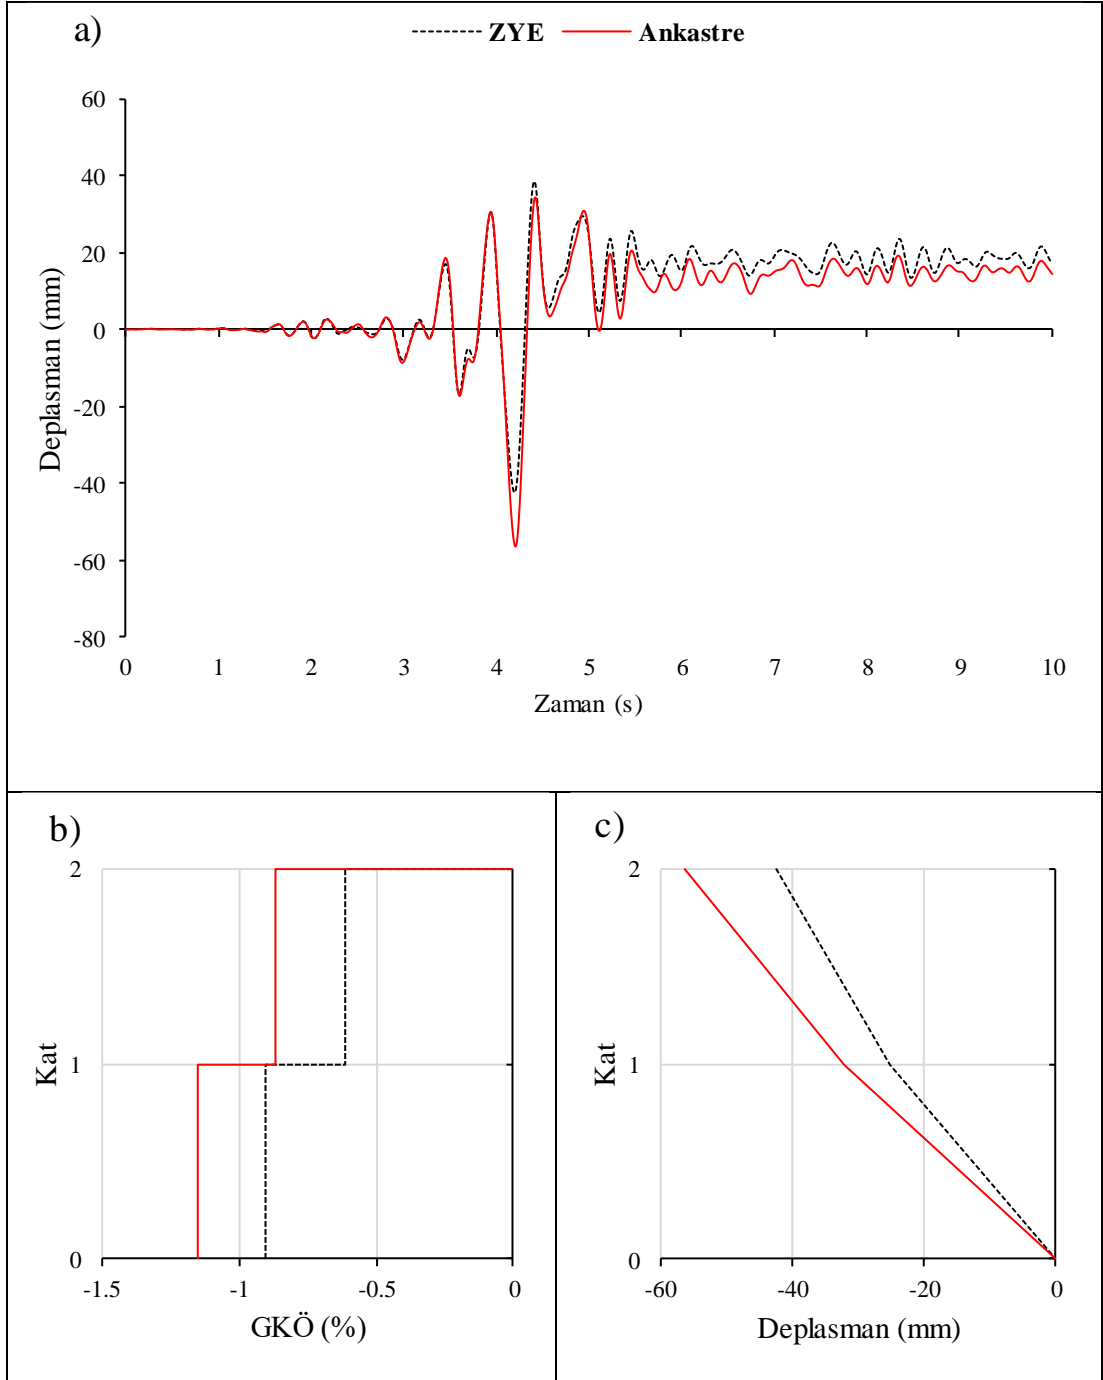 a)
ZYE Ankastre
60
40
20
0
-20
-40
-60
-80
Deplasman (mm)
0 1 2 3 4 5 6 7 8 9 10
Zaman (s)
b)
2
1
0
Kat
-1.5 -1 -0.5 0
GKÖ (%)
c)
2
1
0
Kat
-60 -40 -20 0
Deplasman (mm)